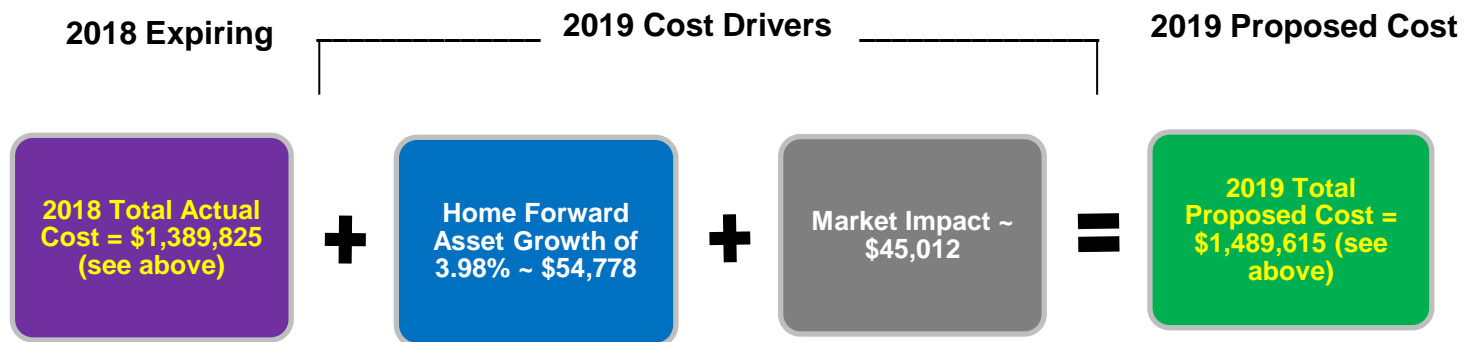 2018 Expiring
2019 Cost Drivers
2019 Proposed Cost
2018 Total Actual
Cost = $1,389,825
(see above)
+
Home Forward
Asset Growth of
3.98% ~ $54,778
+
Market Impact ~
$45,012
=
2019 Total
Proposed Cost =
$1,489,615 (see
above)